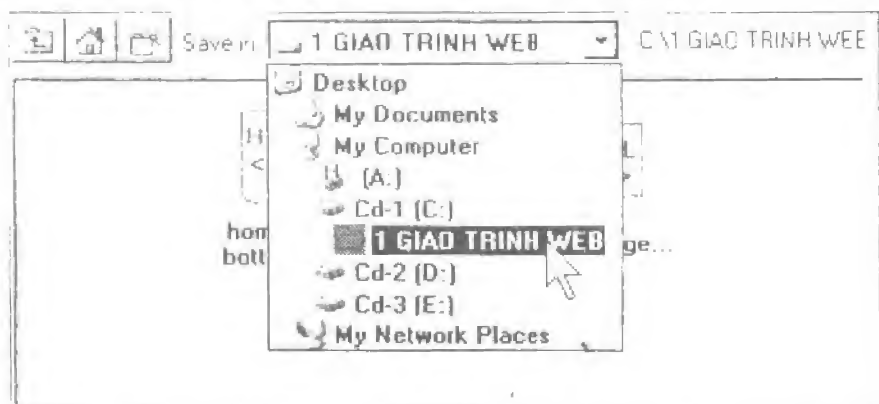 Save in 1 GIAO TRINH WEB C:\1 GIAO TRINH WEB
Desktop
My Documents
My Computer
(A:)
Cd-1 (C:)
hom 1 GIAO TRINH WEB ge...
bott Cd-2 (D:)
Cd-3 (E:)
My Network Places